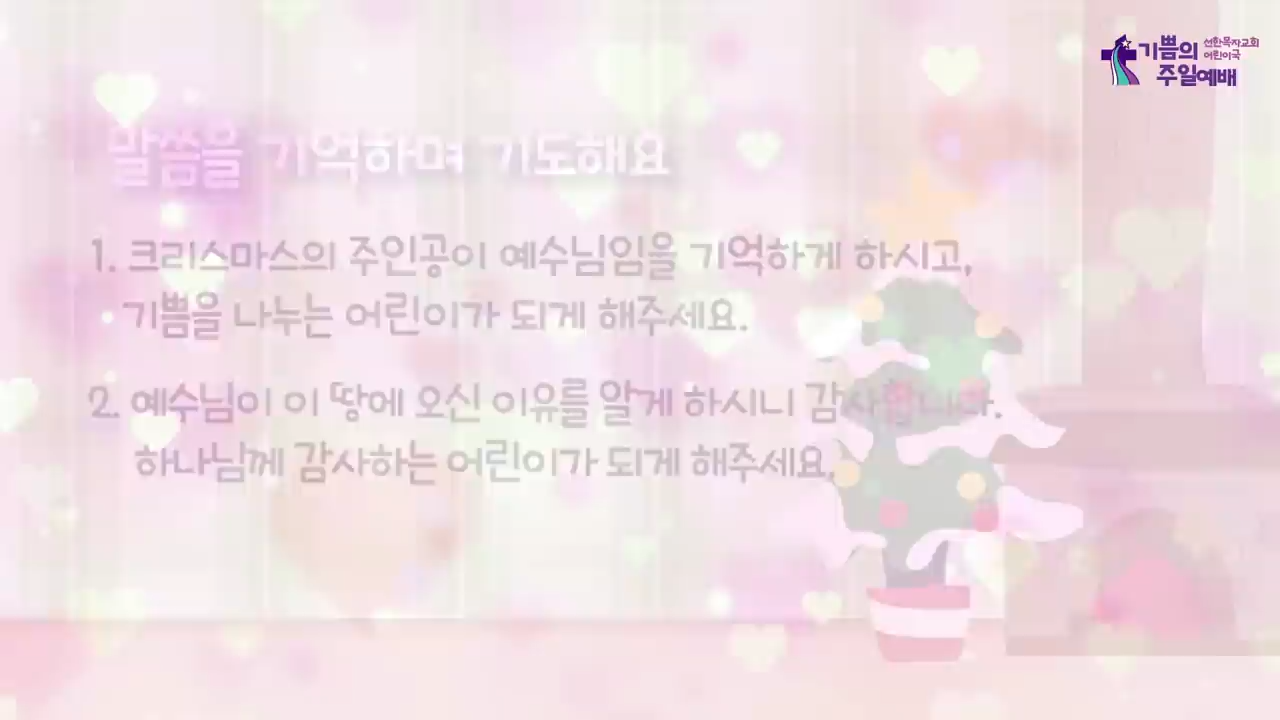 기쁨의 선한목자교회
어린이국
주일예배
말씀을 기억하며 기도해요
1. 크리스마스의 주인공이 예수님임을 기억하게 하시고,
기쁨을 나누는 어린이가 되게 해주세요.
2. 예수님이 이 땅에 오신 이유를 알게 하시니 감사합니다.
하나님께 감사하는 어린이가 되게 해주세요.